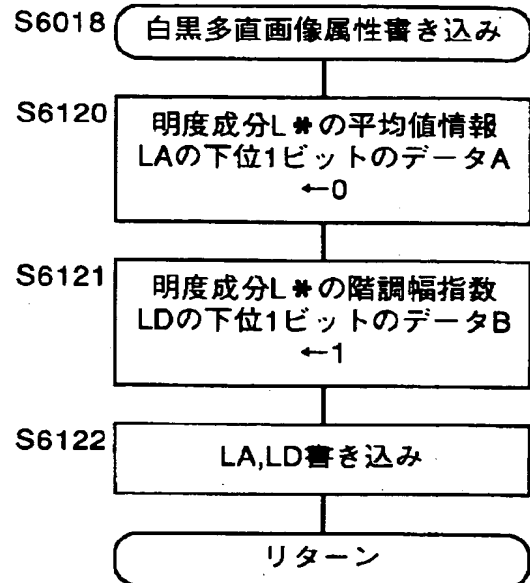 S6018
白黒多直画像属性書き込み
S6120
明度成分L*の平均値情報
LAの下位1ビットのデータA
←0
S6121
明度成分L*の階調幅指数
LDの下位1ビットのデータB
←1
S6122
LA,LD書き込み
リターン